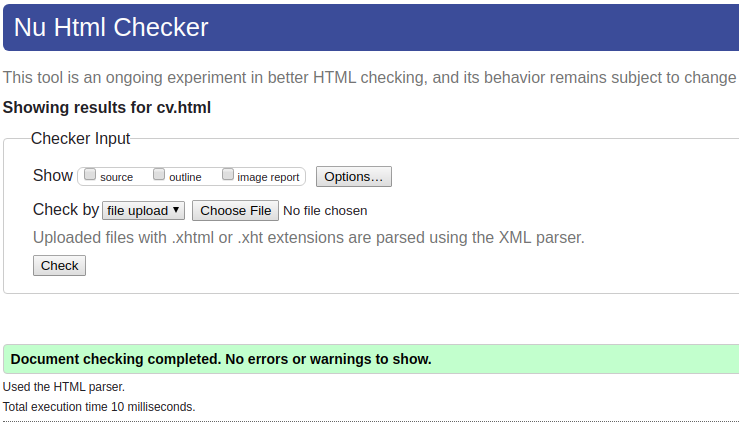 Nu Html Checker
This tool is an ongoing experiment in better HTML checking, and its behavior remains subject to change
Showing results for cv.html
Checker Input
Show source outline image report Options...
Check by file upload Choose File No file chosen
Uploaded files with .xhtml or .xht extensions are parsed using the XML parser.
Check
Document checking completed. No errors or warnings to show.
Used the HTML parser.
Total execution time 10 milliseconds.